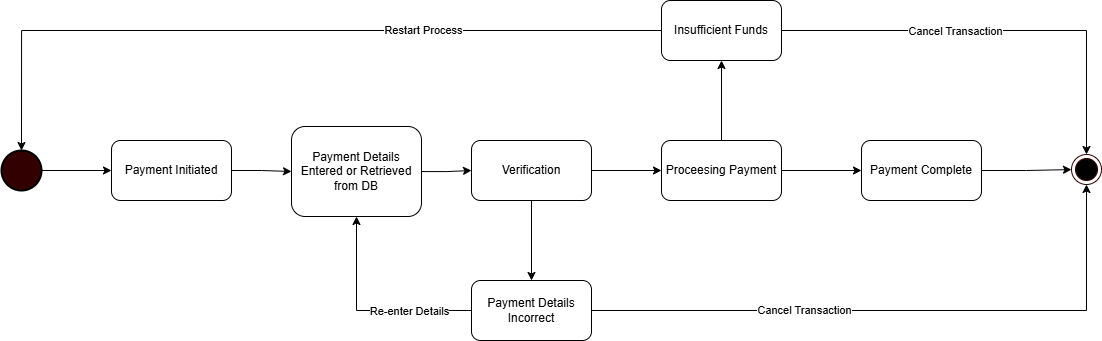 Insufficient Funds
Restart Process
Cancel Transaction
Payment Initiated
Payment Details
Entered or Retrieved
from DB
Verification
Proceesing Payment
Payment Complete
Payment Details
Incorrect
Re-enter Details
Cancel Transaction